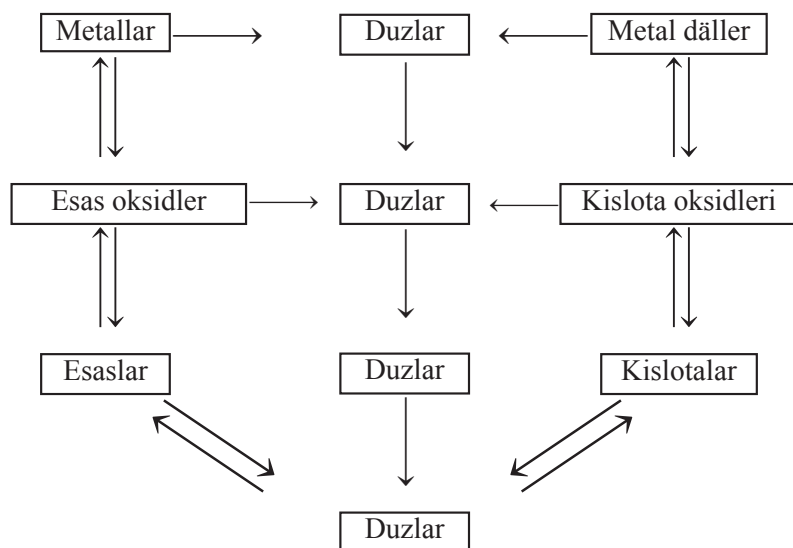 Metallar Duzlar Metal däller
Esas oksidler Duzlar Kislota oksidleri
Esaslar Duzlar Kislotalar
Duzlar